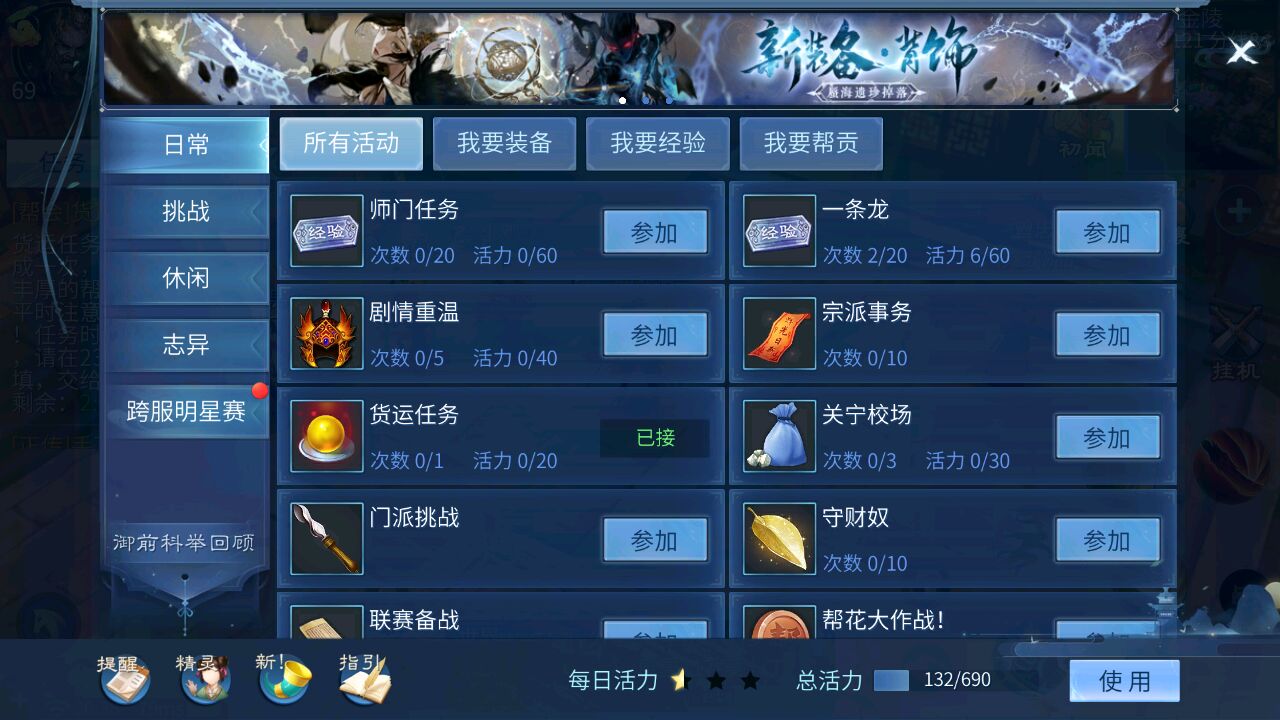 新装备·背饰
蜃海遗珍掉落
69
日常
挑战
休闲
志异
跨服明星赛
御前科举回顾
所有活动
我要装备
我要经验
我要帮贡
师门任务
经验
次数 0/20 活力 0/60
参加
一条龙
经验
次数 2/20 活力 6/60
参加
剧情重温
次数 0/5 活力 0/40
参加
宗派事务
次数 0/10
参加
货运任务
次数 0/1 活力 0/20
已接
关宁校场
次数 0/3 活力 0/30
参加
门派挑战
参加
守财奴
次数 0/10
参加
联赛备战
帮花大作战!
帮
挂机
提醒
精灵
新!
指引
每日活力
总活力
132/690
使用